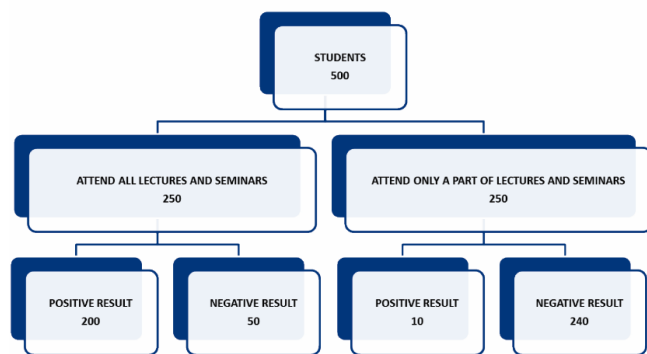 STUDENTS
500
ATTEND ALL LECTURES AND SEMINARS
250
ATTEND ONLY A PART OF LECTURES AND SEMINARS
250
POSITIVE RESULT
200
NEGATIVE RESULT
50
POSITIVE RESULT
10
NEGATIVE RESULT
240